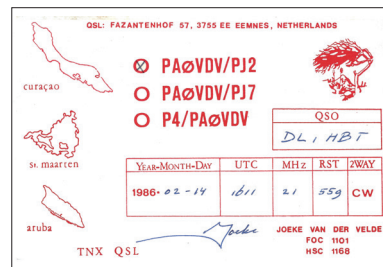 QSL: FAZANTENHOF 57, 3755 EE EEMNES, NETHERLANDS
curaçao
PAØVDV/PJ2
PAØVDV/PJ7
P4/PAØVDV
QSO
DL1HBT
st. maarten
YEAR-MONTH-DAY UTC MHz RST 2WAY
1986-02-14 1611 21 559 CW
aruba
Joeke
JOEKE VAN DER VELDE
FOC 1101
HSC 1168
TNX QSL